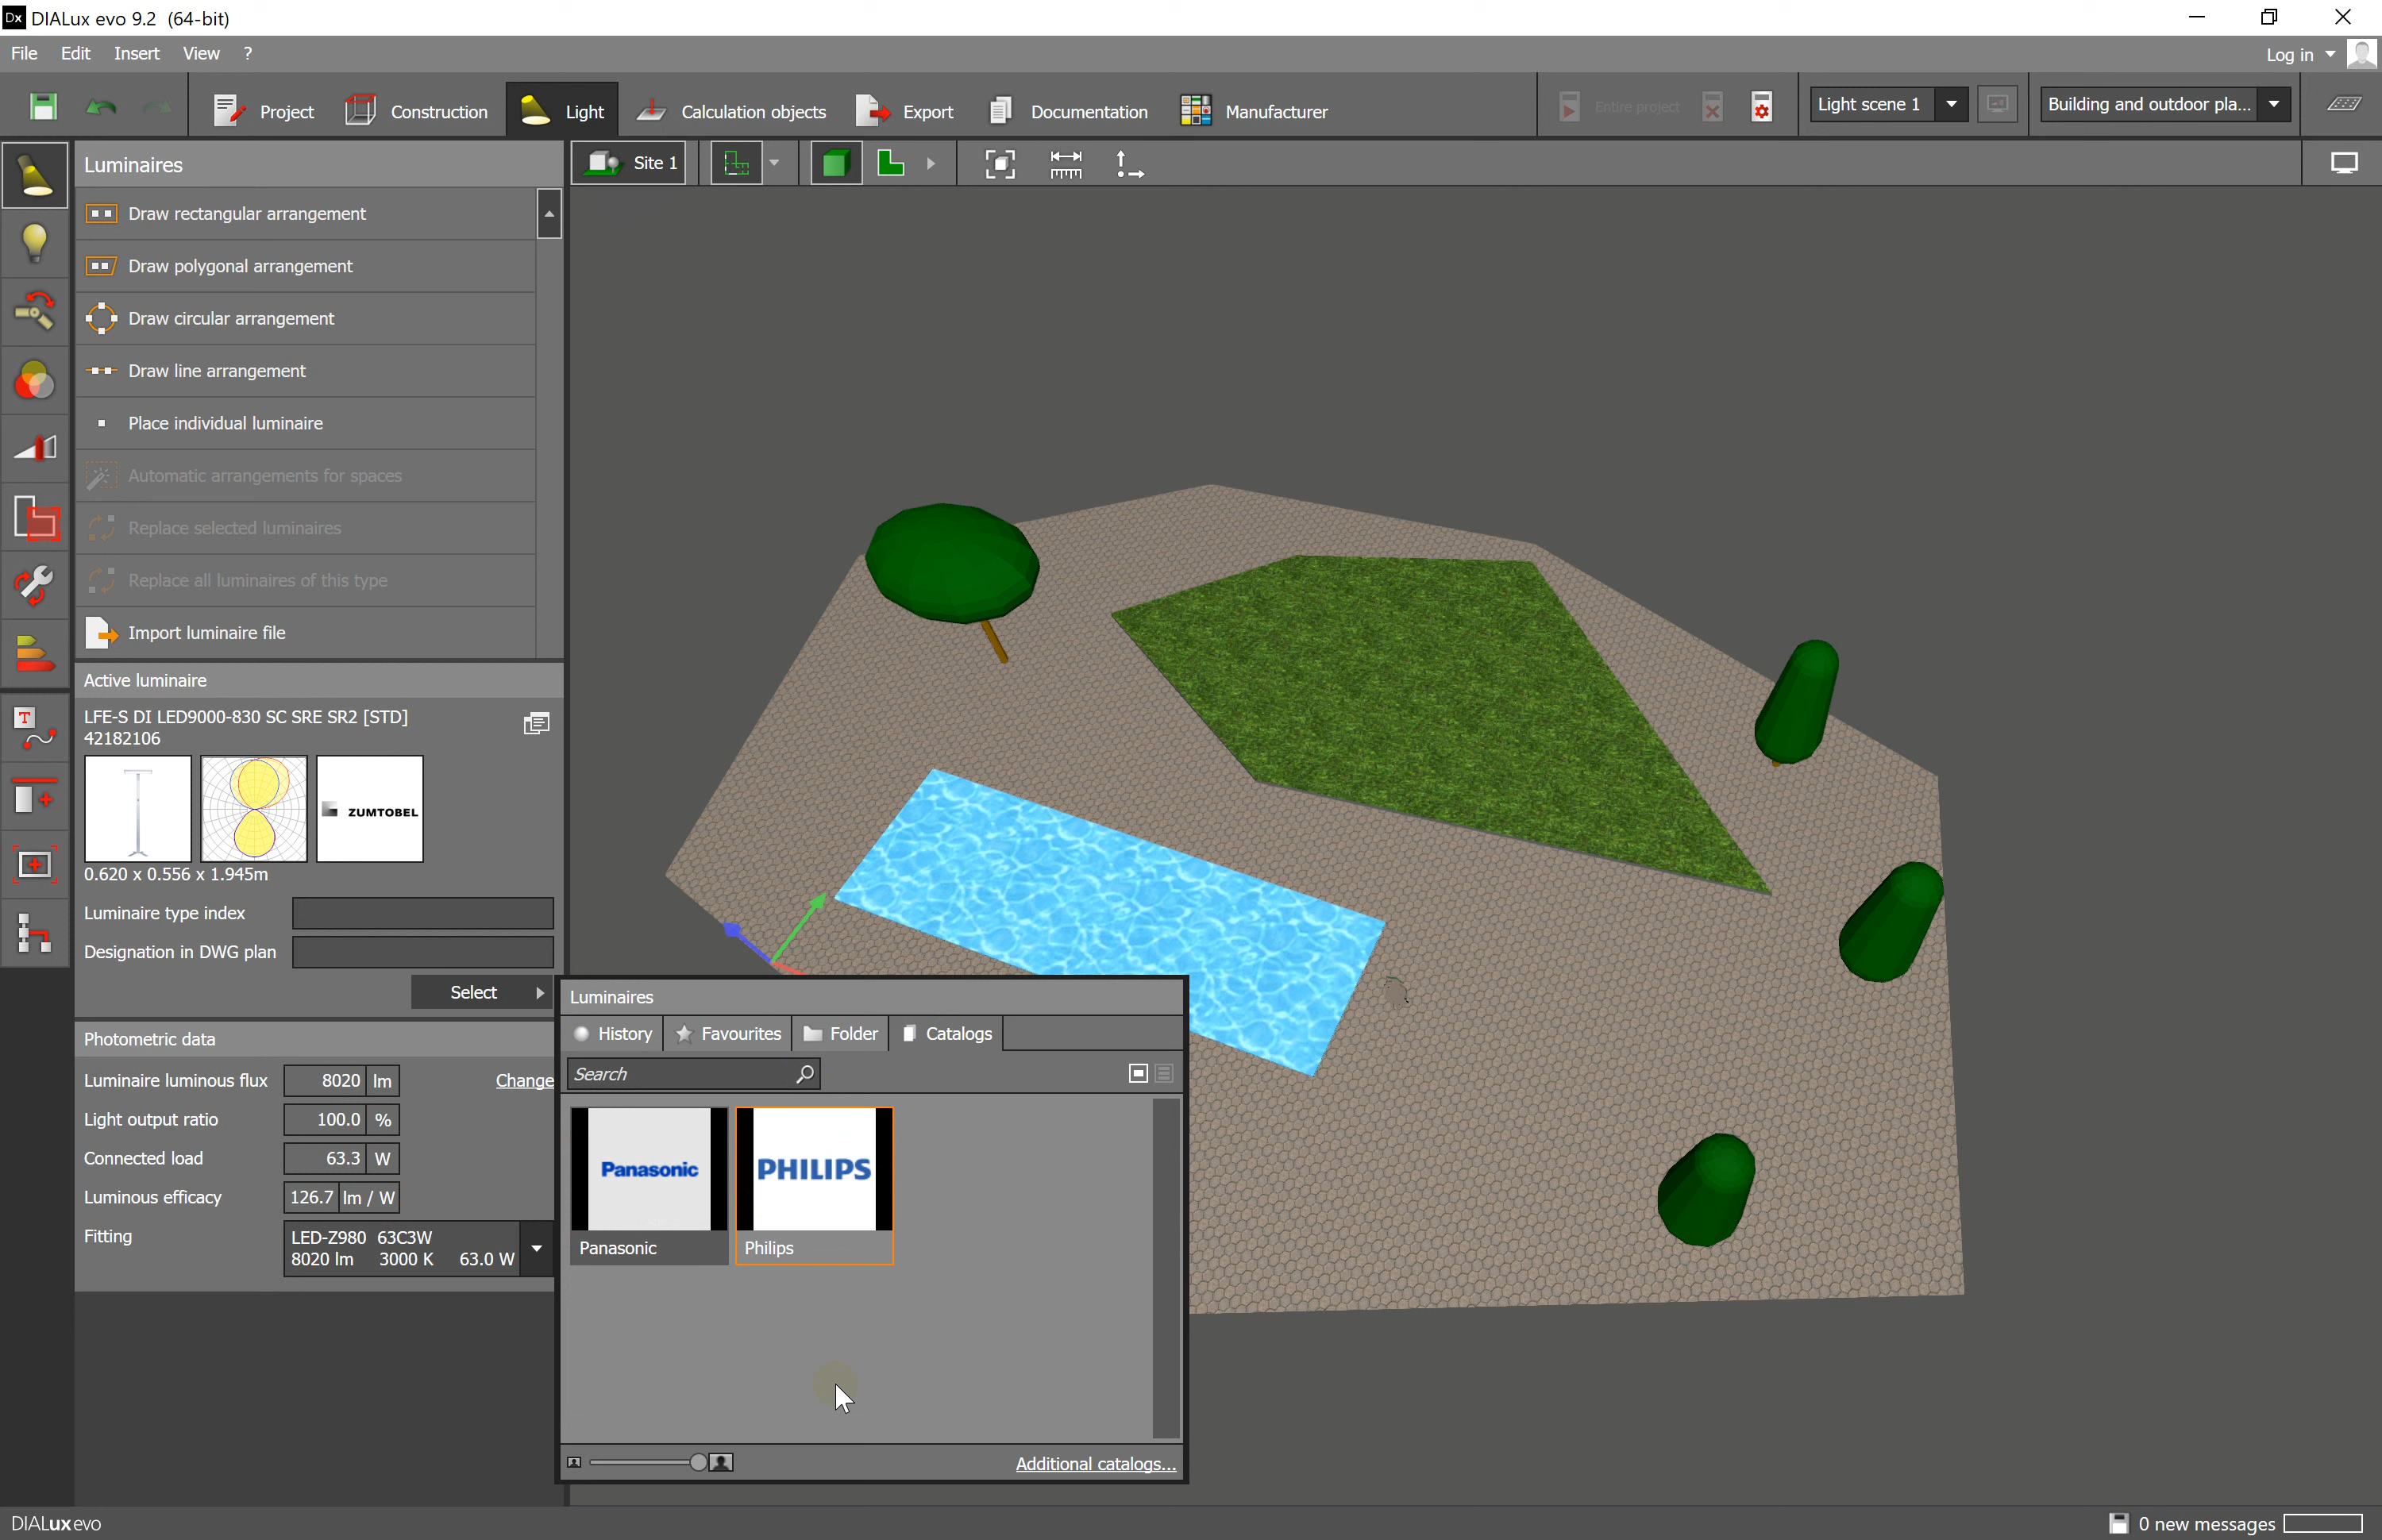 DIALux evo 9.2 (64-bit)
File Edit Insert View ?
Log in
Project Construction Light Calculation objects Export Documentation Manufacturer
Entire project
Light scene 1
Building and outdoor pla...
Luminaires
Site 1
Draw rectangular arrangement
Draw polygonal arrangement
Draw circular arrangement
Draw line arrangement
Place individual luminaire
Automatic arrangements for spaces
Replace selected luminaires
Replace all luminaires of this type
Import luminaire file
Active luminaire
LFE-S DI LED9000-830 SC SRE SR2 [STD]
42182106
ZUMTOBEL
0.620 x 0.556 x 1.945m
Luminaire type index
Designation in DWG plan
Select
Photometric data
Luminaire luminous flux 8020 lm Change
Light output ratio 100.0 %
Connected load 63.3 W
Luminous efficacy 126.7 lm / W
Fitting
LED-Z980 63C3W
8020 lm 3000 K 63.0 W
Luminaires
History Favourites Folder Catalogs
Search
Panasonic
PHILIPS
Panasonic
Philips
Additional catalogs...
DIALux evo
0 new messages